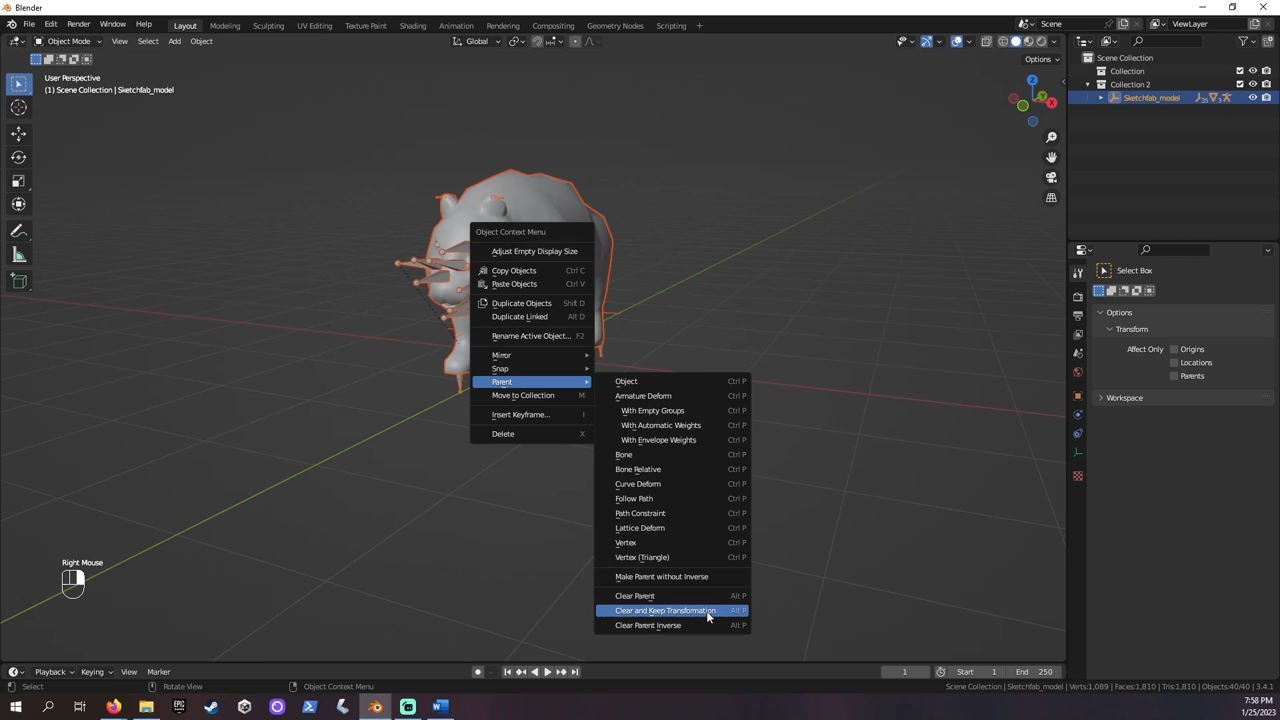 Blender
File Edit Render Window Help Layout Modeling Sculpting UV Editing Texture Paint Shading Animation Rendering Compositing Geometry Nodes Scripting + Scene ViewLayer
Object Mode View Select Add Object Global
Options
User Perspective
(1) Scene Collection | Sketchfab_model
Z
Y
X
Object Context Menu
Adjust Empty Display Size
Copy Objects Ctrl C
Paste Objects Ctrl V
Duplicate Objects Shift D
Duplicate Linked Alt D
Rename Active Object... F2
Mirror
Snap
Parent
Move to Collection M
Insert Keyframe... I
Delete X
Object Ctrl P
Armature Deform Ctrl P
With Empty Groups Ctrl P
With Automatic Weights Ctrl P
With Envelope Weights Ctrl P
Bone Ctrl P
Bone Relative Ctrl P
Curve Deform Ctrl P
Follow Path Ctrl P
Path Constraint Ctrl P
Lattice Deform Ctrl P
Vertex Ctrl P
Vertex (Triangle) Ctrl P
Make Parent without Inverse Ctrl P
Clear Parent Alt P
Clear and Keep Transformation Alt P
Clear Parent Inverse Alt P
Right Mouse
Scene Collection
Collection
Collection 2
Sketchfab_model 35 3
Select Box
Options
Transform
Affect Only Origins
Locations
Parents
Workspace
Playback Keying View Marker 1 Start 1 End 250
Select Rotate View Object Context Menu Scene Collection | Sketchfab_model | Verts:1,089 | Faces:1,810 | Tris:1,810 | Objects:40/40 | 3.4.1
7:58 PM
1/25/2023